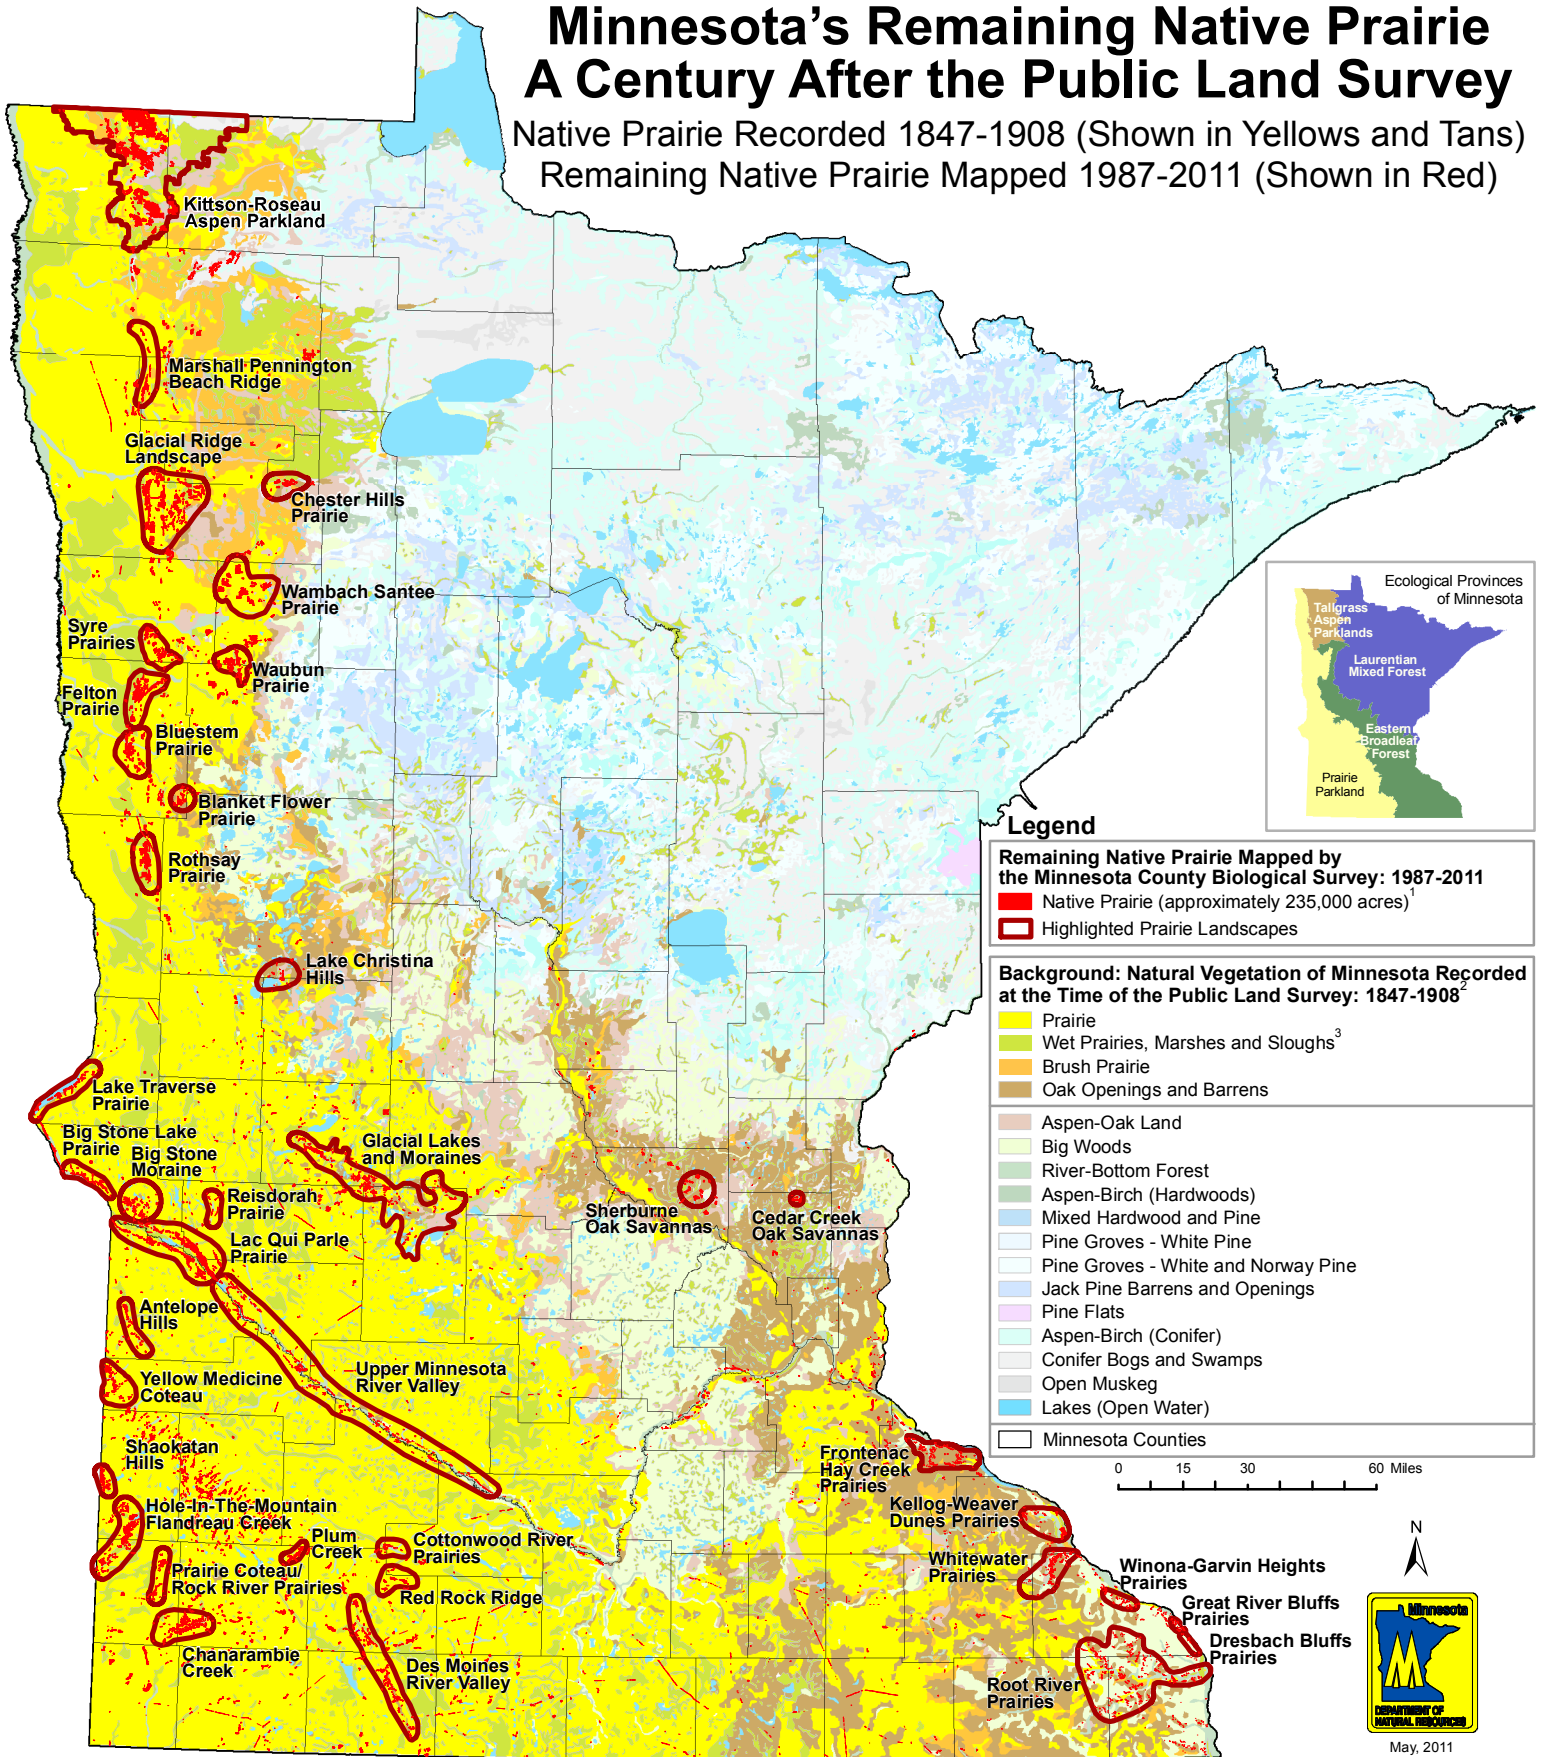 Minnesota's Remaining Native Prairie
A Century After the Public Land Survey
Native Prairie Recorded 1847-1908 (Shown in Yellows and Tans)
Remaining Native Prairie Mapped 1987-2011 (Shown in Red)
Kittson-Roseau
Aspen Parkland
Marshall Pennington
Beach Ridge
Glacial Ridge
Landscape
Chester Hills
Prairie
Wambach Santee
Prairie
Syre
Prairies
Waubun
Prairie
Felton
Prairie
Bluestem
Prairie
Blanket Flower
Prairie
Rothsay
Prairie
Lake Christina
Hills
Lake Traverse
Prairie
Big Stone Lake
Prairie
Big Stone
Moraine
Glacial Lakes
and Moraines
Reisdorah
Prairie
Sherburne
Oak Savannas
Cedar Creek
Oak Savannas
Lac Qui Parle
Prairie
Antelope
Hills
Upper Minnesota
River Valley
Yellow Medicine
Coteau
Shaokatan
Hills
Hole-In-The-Mountain
Flandreau Creek
Plum
Creek
Cottonwood River
Prairies
Prairie Coteau/
Rock River Prairies
Red Rock Ridge
Chanarambie
Creek
Des Moines
River Valley
Frontenac
Hay Creek
Prairies
Kellog-Weaver
Dunes Prairies
Whitewater
Prairies
Winona-Garvin Heights
Prairies
Great River Bluffs
Prairies
Dresbach Bluffs
Prairies
Root River
Prairies
Ecological Provinces
of Minnesota
Tallgrass
Aspen
Parklands
Laurentian
Mixed Forest
Eastern
Broadleaf
Forest
Prairie
Parkland
Legend
Remaining Native Prairie Mapped by
the Minnesota County Biological Survey: 1987-2011
Native Prairie (approximately 235,000 acres)1
Highlighted Prairie Landscapes
Background: Natural Vegetation of Minnesota Recorded
at the Time of the Public Land Survey: 1847-19082
Prairie
Wet Prairies, Marshes and Sloughs3
Brush Prairie
Oak Openings and Barrens
Aspen-Oak Land
Big Woods
River-Bottom Forest
Aspen-Birch (Hardwoods)
Mixed Hardwood and Pine
Pine Groves - White Pine
Pine Groves - White and Norway Pine
Jack Pine Barrens and Openings
Pine Flats
Aspen-Birch (Conifer)
Conifer Bogs and Swamps
Open Muskeg
Lakes (Open Water)
Minnesota Counties
0 15 30 60 Miles
N
Minnesota
DEPARTMENT OF
NATURAL RESOURCES
May, 2011